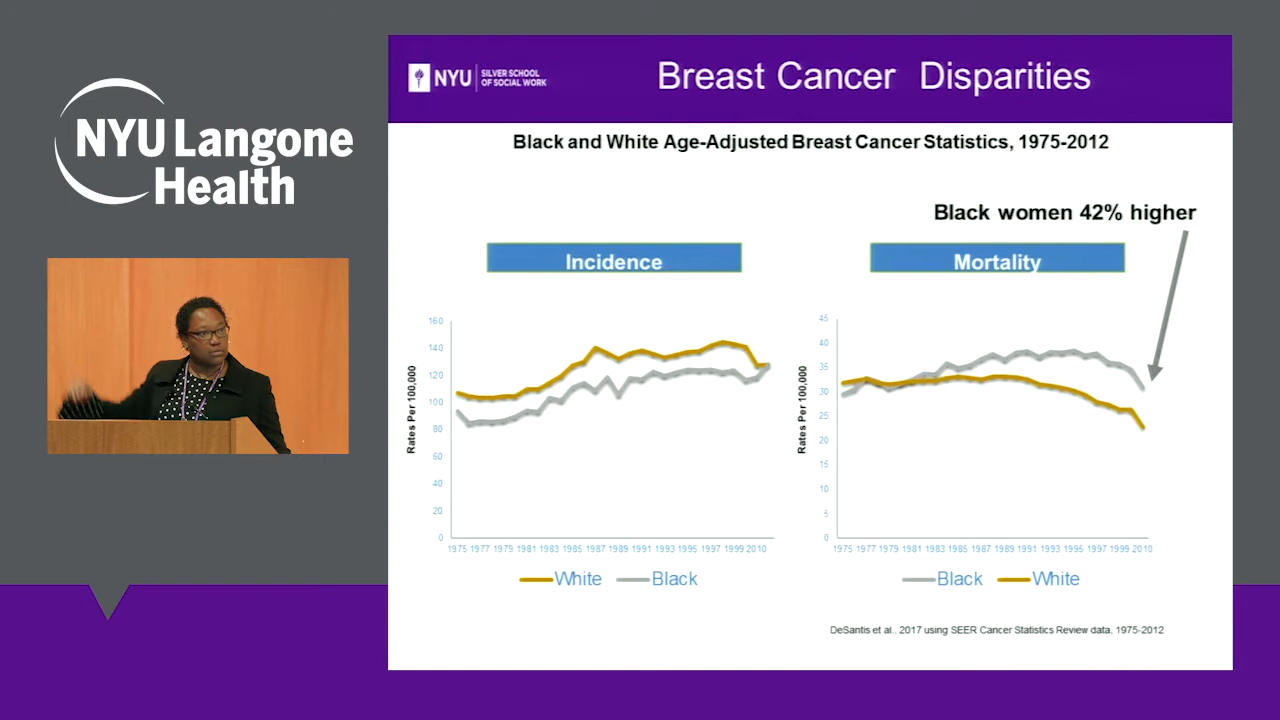 NYU Langone
Health
NYU
SILVER SCHOOL
OF SOCIAL WORK
Breast Cancer Disparities
Black and White Age-Adjusted Breast Cancer Statistics, 1975-2012
Black women 42% higher
Incidence
Rates Per 100,000
160
140
120
100
80
60
40
20
0
1975 1977 1979 1981 1983 1985 1987 1989 1991 1993 1995 1997 1999 2010
White Black
Mortality
Rates Per 100,000
45
40
35
30
25
20
15
10
5
0
1975 1977 1979 1981 1983 1985 1987 1989 1991 1993 1995 1997 1999 2010
Black White
DeSantis et al., 2017 using SEER Cancer Statistics Review data, 1975-2012